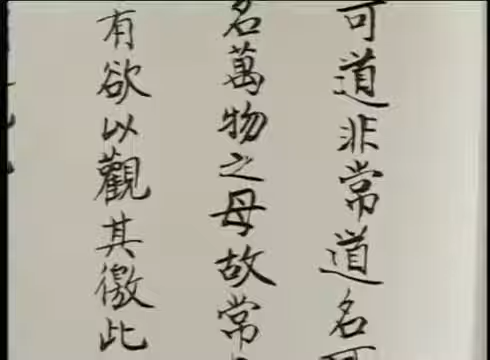 可道非常道名可
名萬物之母故常
有欲以觀其徼此